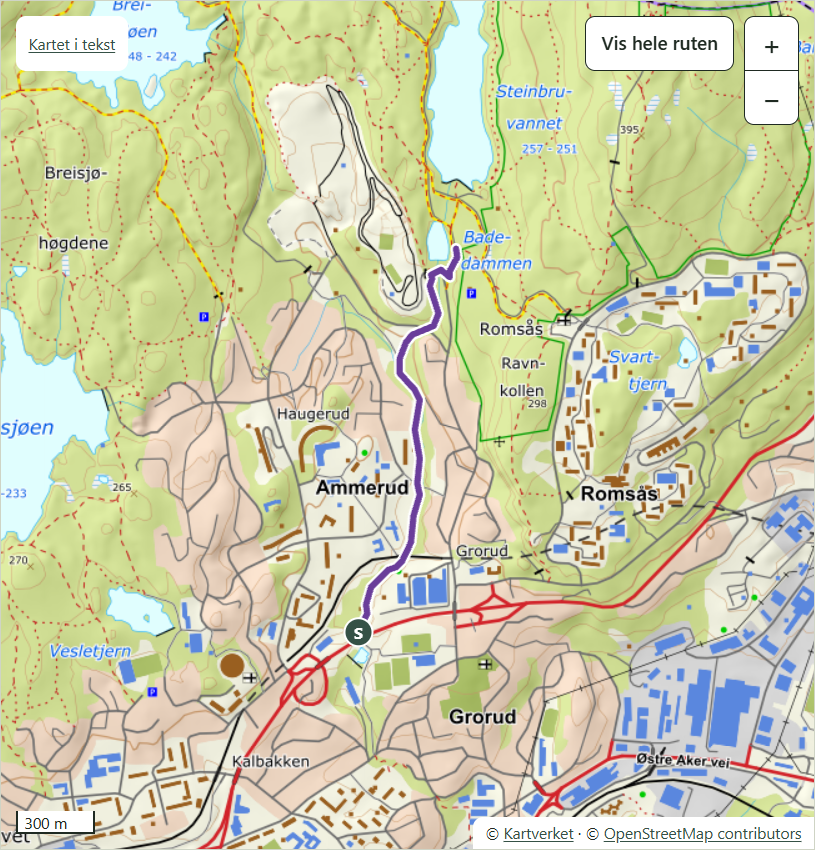 Brei-
øen
48 - 242
Kartet i tekst
Vis hele ruten
+
−
Steinbru-
vannet
257 - 251
395
Breisjø-
høgdene
Bade-
dammen
P
P
Romsås
Ravn-
kollen
298
Svart-
tjern
Haugerud
sjøen
-233
265
Ammerud
Romsås
270
Grorud
S
Vesletjern
P
Grorud
Kalbakken
Østre Aker vei
300 m
vet
© Kartverket · © OpenStreetMap contributors